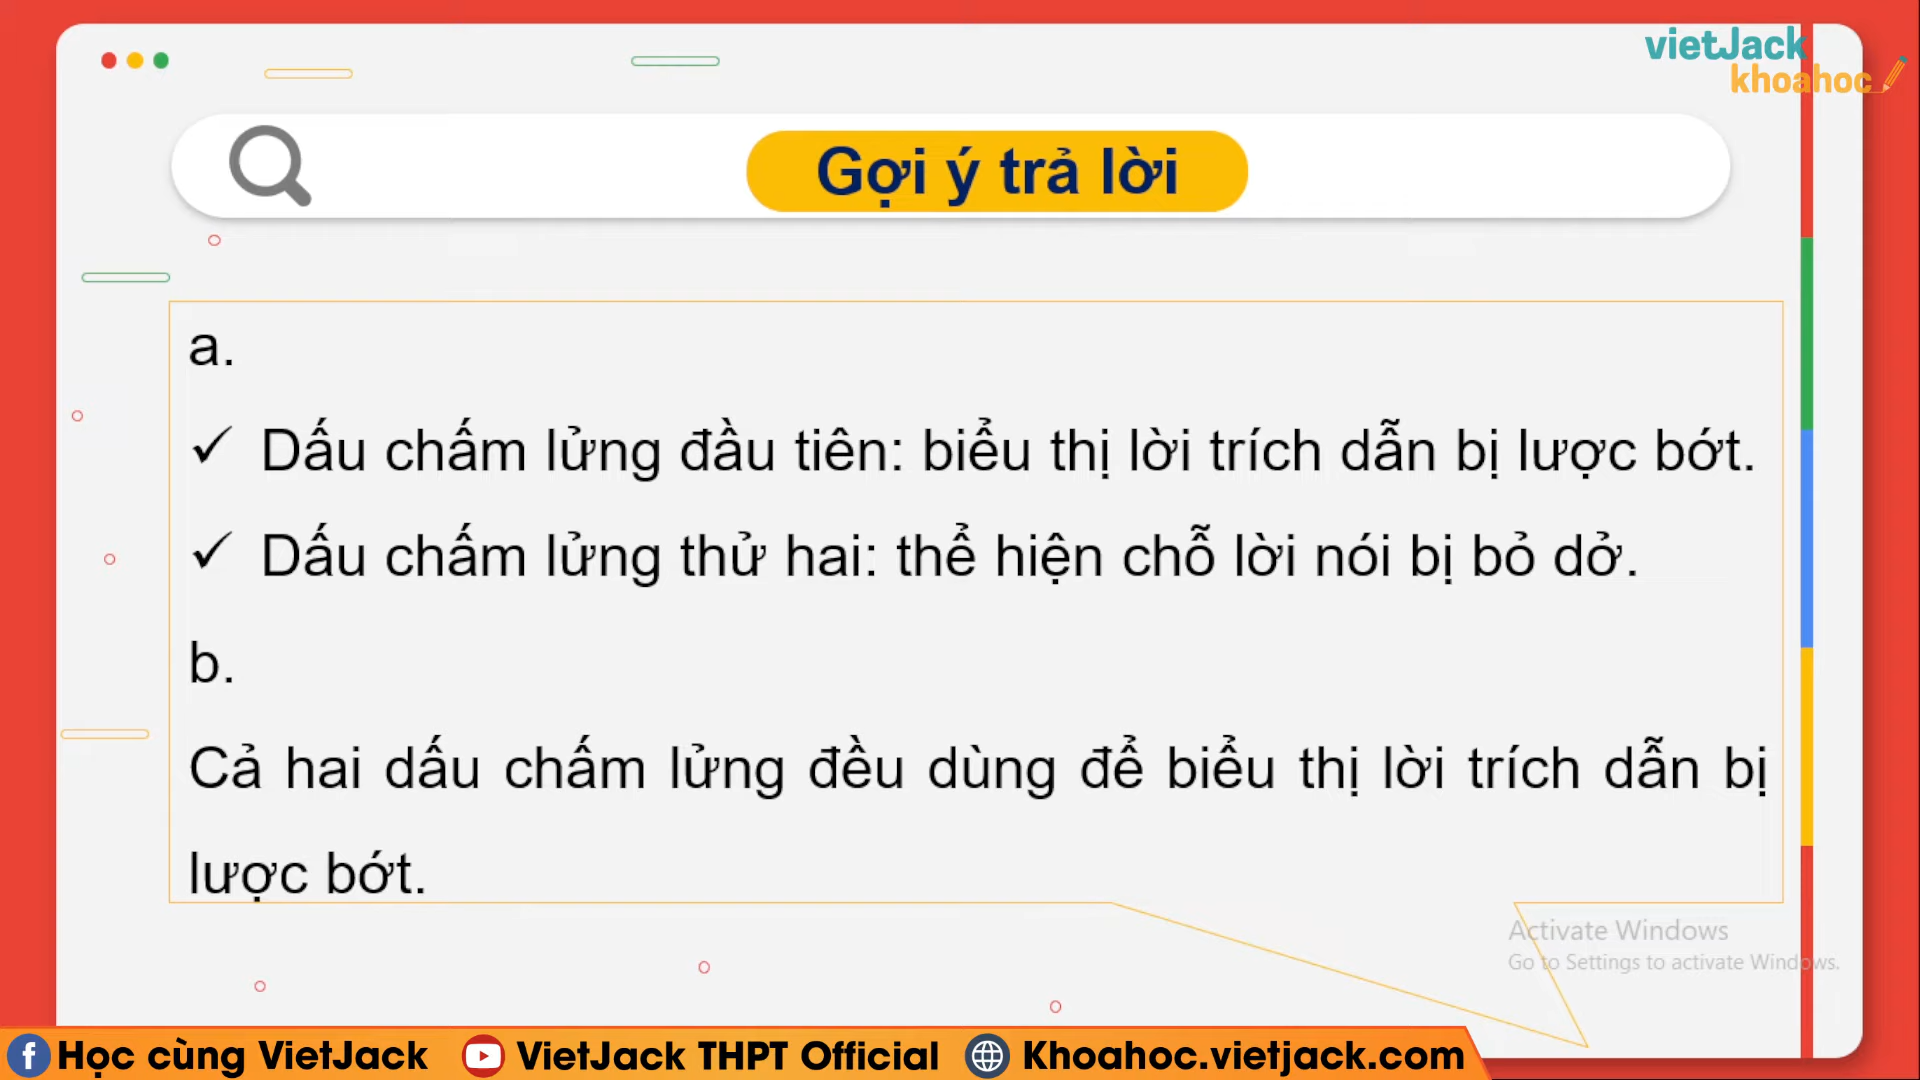 vietJack
khoahoc
Gợi ý trả lời
a.
✓ Dấu chấm lửng đầu tiên: biểu thị lời trích dẫn bị lược bớt.
✓ Dấu chấm lửng thử hai: thể hiện chỗ lời nói bị bỏ dở.
b.
Cả hai dấu chấm lửng đều dùng để biểu thị lời trích dẫn bị
lược bớt.
Activate Windows
Go to Settings to activate Windows.
Học cùng VietJack VietJack THPT Official Khoahoc.vietjack.com